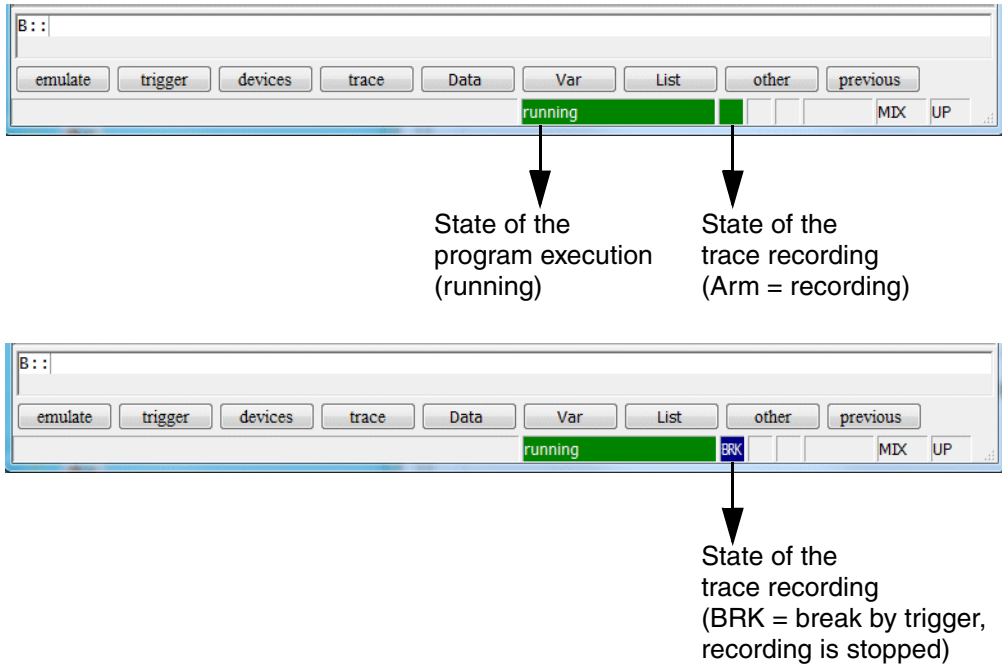 B::
emulate trigger devices trace Data Var List other previous
running MIX UP
State of the
program execution
(running)
State of the
trace recording
(Arm = recording)
B::
emulate trigger devices trace Data Var List other previous
running BRK MIX UP
State of the
trace recording
(BRK = break by trigger,
recording is stopped)